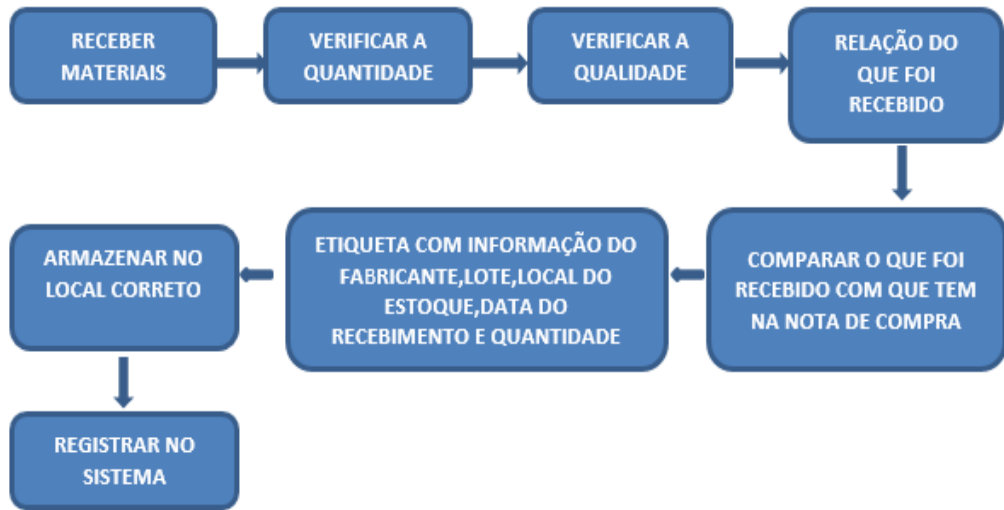 RECEBER
MATERIAIS
VERIFICAR A
QUANTIDADE
VERIFICAR A
QUALIDADE
RELAÇÃO DO
QUE FOI
RECEBIDO
COMPARAR O QUE FOI
RECEBIDO COM QUE TEM
NA NOTA DE COMPRA
ETIQUETA COM INFORMAÇÃO DO
FABRICANTE,LOTE,LOCAL DO
ESTOQUE,DATA DO
RECEBIMENTO E QUANTIDADE
ARMAZENAR NO
LOCAL CORRETO
REGISTRAR NO
SISTEMA